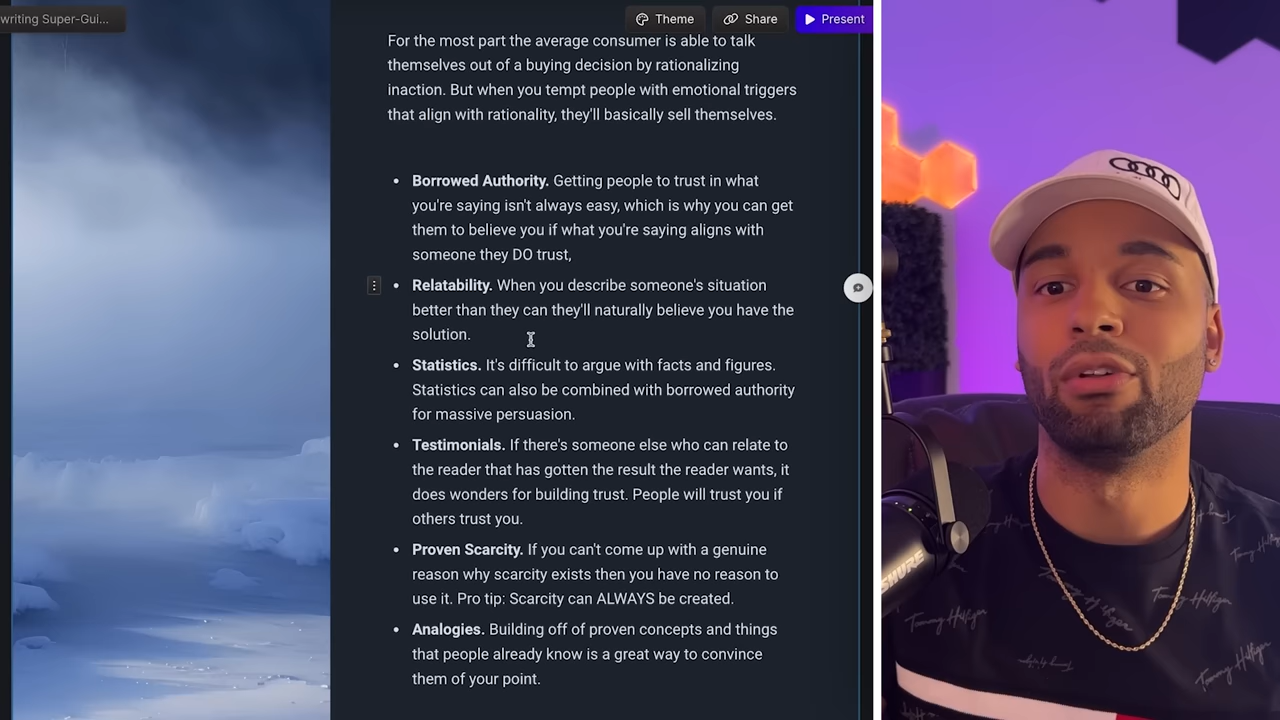 writing Super-Gui...
Theme
Share
Present
For the most part the average consumer is able to talk
themselves out of a buying decision by rationalizing
inaction. But when you tempt people with emotional triggers
that align with rationality, they'll basically sell themselves.
• Borrowed Authority. Getting people to trust in what
you're saying isn't always easy, which is why you can get
them to believe you if what you're saying aligns with
someone they DO trust,
• Relatability. When you describe someone's situation
better than they can they'll naturally believe you have the
solution.
• Statistics. It's difficult to argue with facts and figures.
Statistics can also be combined with borrowed authority
for massive persuasion.
• Testimonials. If there's someone else who can relate to
the reader that has gotten the result the reader wants, it
does wonders for building trust. People will trust you if
others trust you.
• Proven Scarcity. If you can't come up with a genuine
reason why scarcity exists then you have no reason to
use it. Pro tip: Scarcity can ALWAYS be created.
• Analogies. Building off of proven concepts and things
that people already know is a great way to convince
them of your point.
SHURE
Tommy Hilfiger
Tommy Hilfiger
Tommy Hilfiger